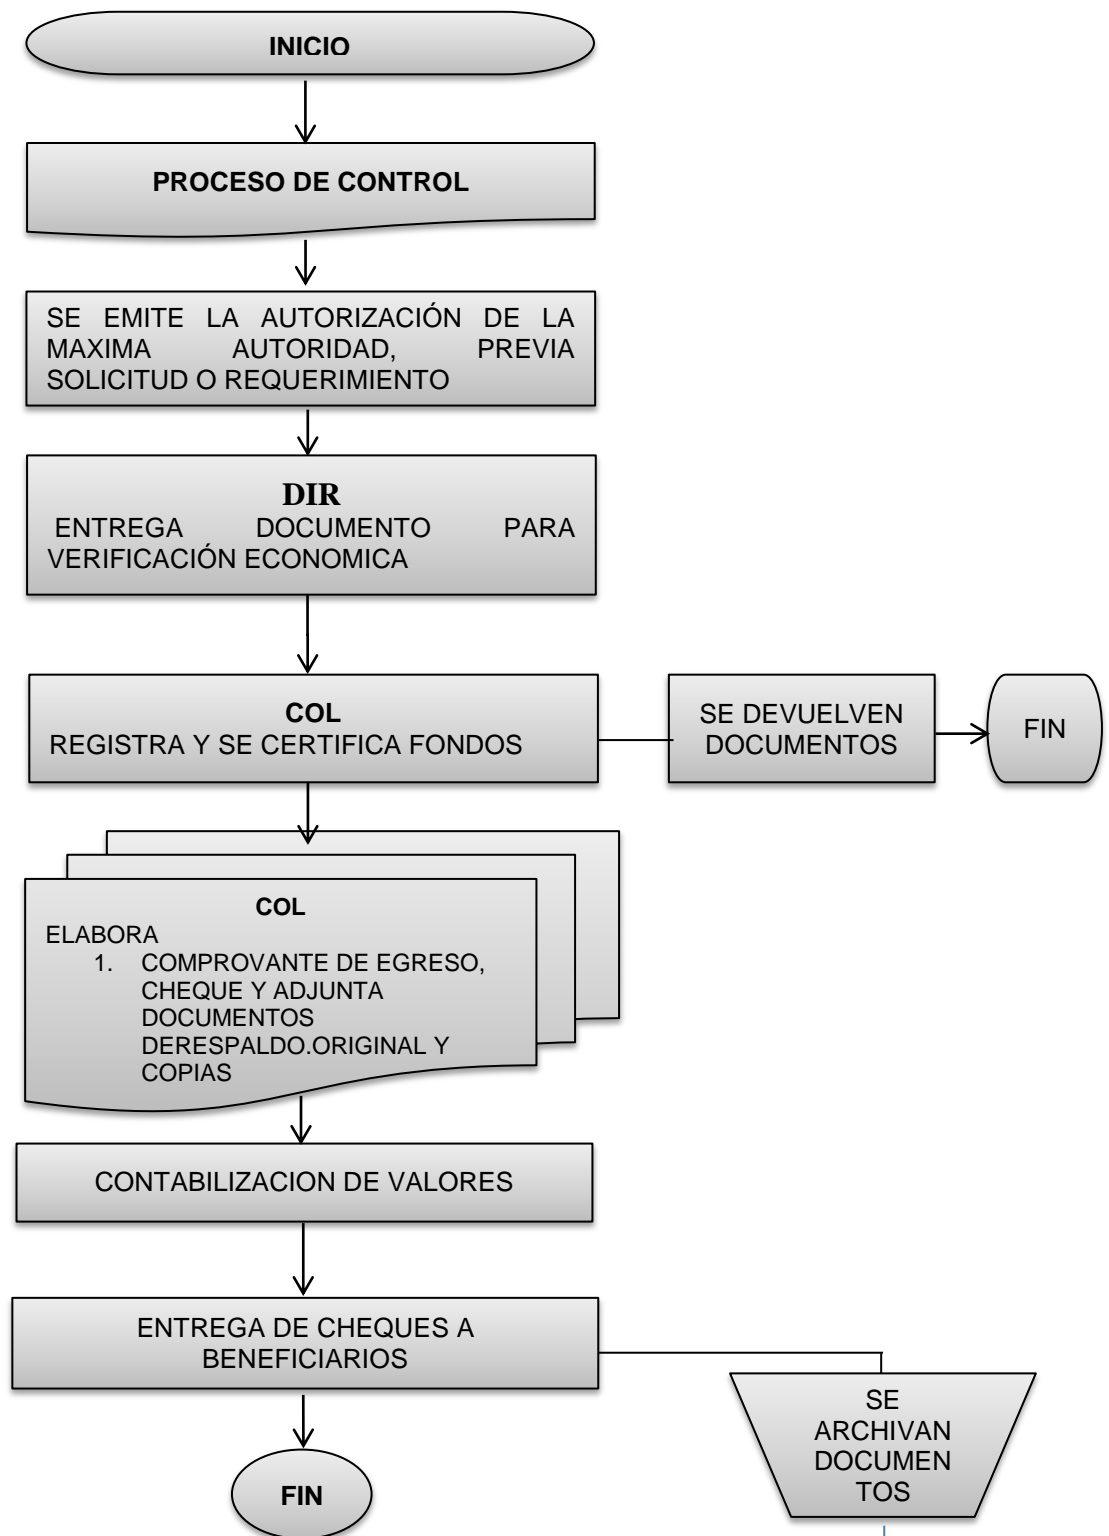 INICIO
PROCESO DE CONTROL
SE EMITE LA AUTORIZACIÓN DE LA
MAXIMA AUTORIDAD, PREVIA
SOLICITUD O REQUERIMIENTO
DIR
ENTREGA DOCUMENTO PARA
VERIFICACIÓN ECONOMICA
COL
REGISTRA Y SE CERTIFICA FONDOS
SE DEVUELVEN
DOCUMENTOS
FIN
COL
ELABORA
1. COMPROVANTE DE EGRESO,
CHEQUE Y ADJUNTA
DOCUMENTOS
DERESPALDO.ORIGINAL Y
COPIAS
CONTABILIZACION DE VALORES
ENTREGA DE CHEQUES A
BENEFICIARIOS
SE
ARCHIVAN
DOCUMEN
TOS
FIN